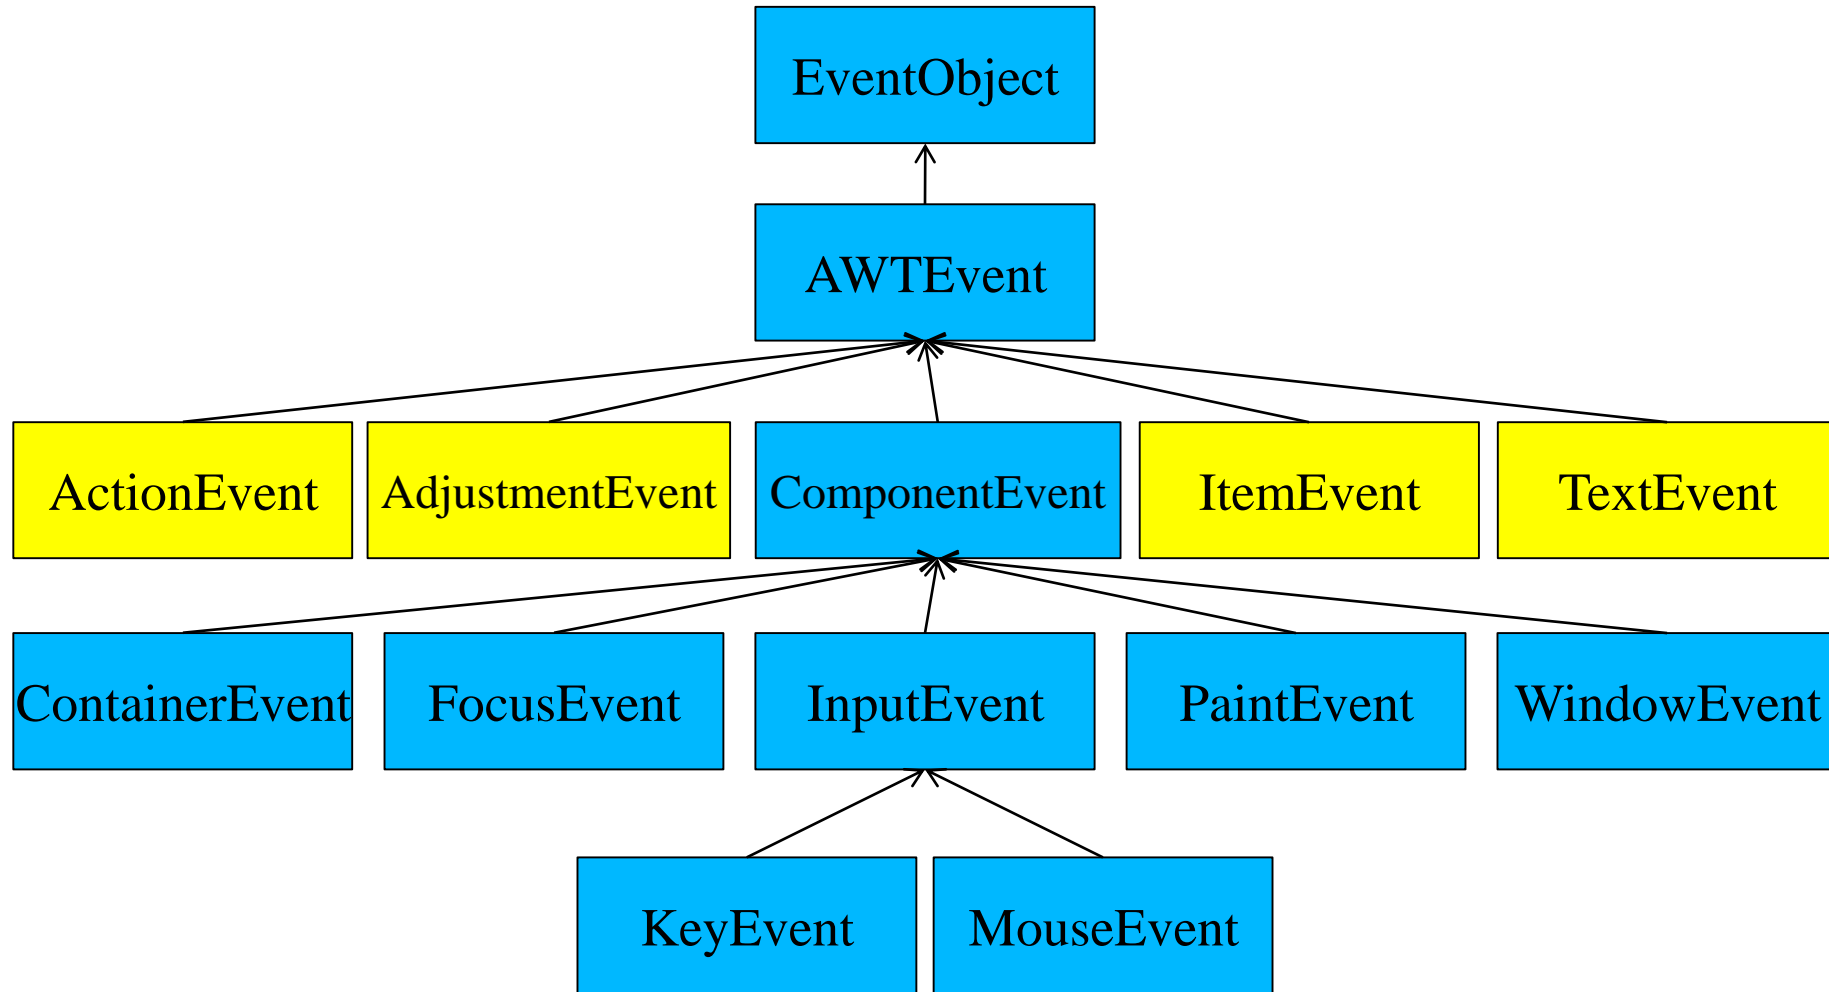 EventObject
AWTEvent
ActionEvent
AdjustmentEvent
ComponentEvent
ItemEvent
TextEvent
ContainerEvent
FocusEvent
InputEvent
PaintEvent
WindowEvent
KeyEvent
MouseEvent